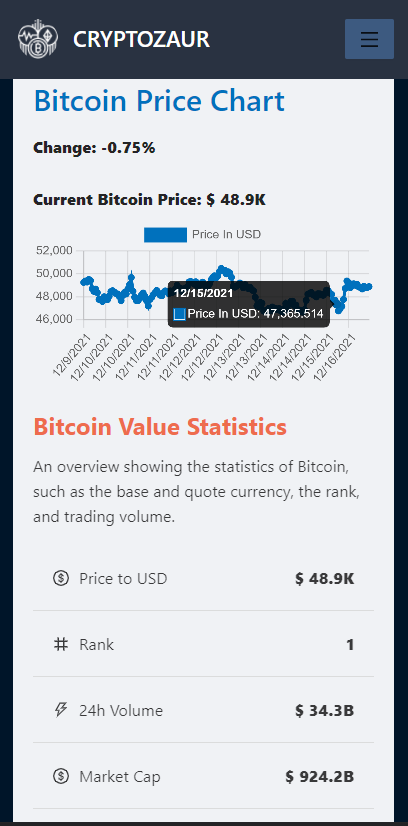 CRYPTOZAUR
Bitcoin Price Chart
Change: -0.75%
Current Bitcoin Price: $ 48.9K
Price In USD
52,000
50,000
48,000
46,000
12/15/2021
Price In USD: 47,365.514
12/9/2021
12/10/2021
12/10/2021
12/11/2021
12/11/2021
12/12/2021
12/12/2021
12/13/2021
12/13/2021
12/14/2021
12/14/2021
12/15/2021
12/16/2021
Bitcoin Value Statistics
An overview showing the statistics of Bitcoin,
such as the base and quote currency, the rank,
and trading volume.
Price to USD $ 48.9K
Rank 1
24h Volume $ 34.3B
Market Cap $ 924.2B